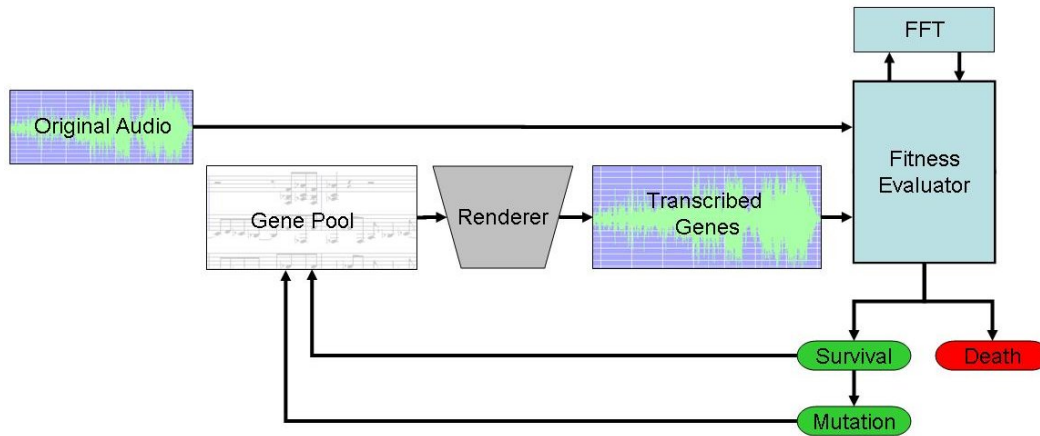 FFT
Original Audio
Fitness
Evaluator
Gene Pool
Renderer
Transcribed
Genes
Survival
Death
Mutation